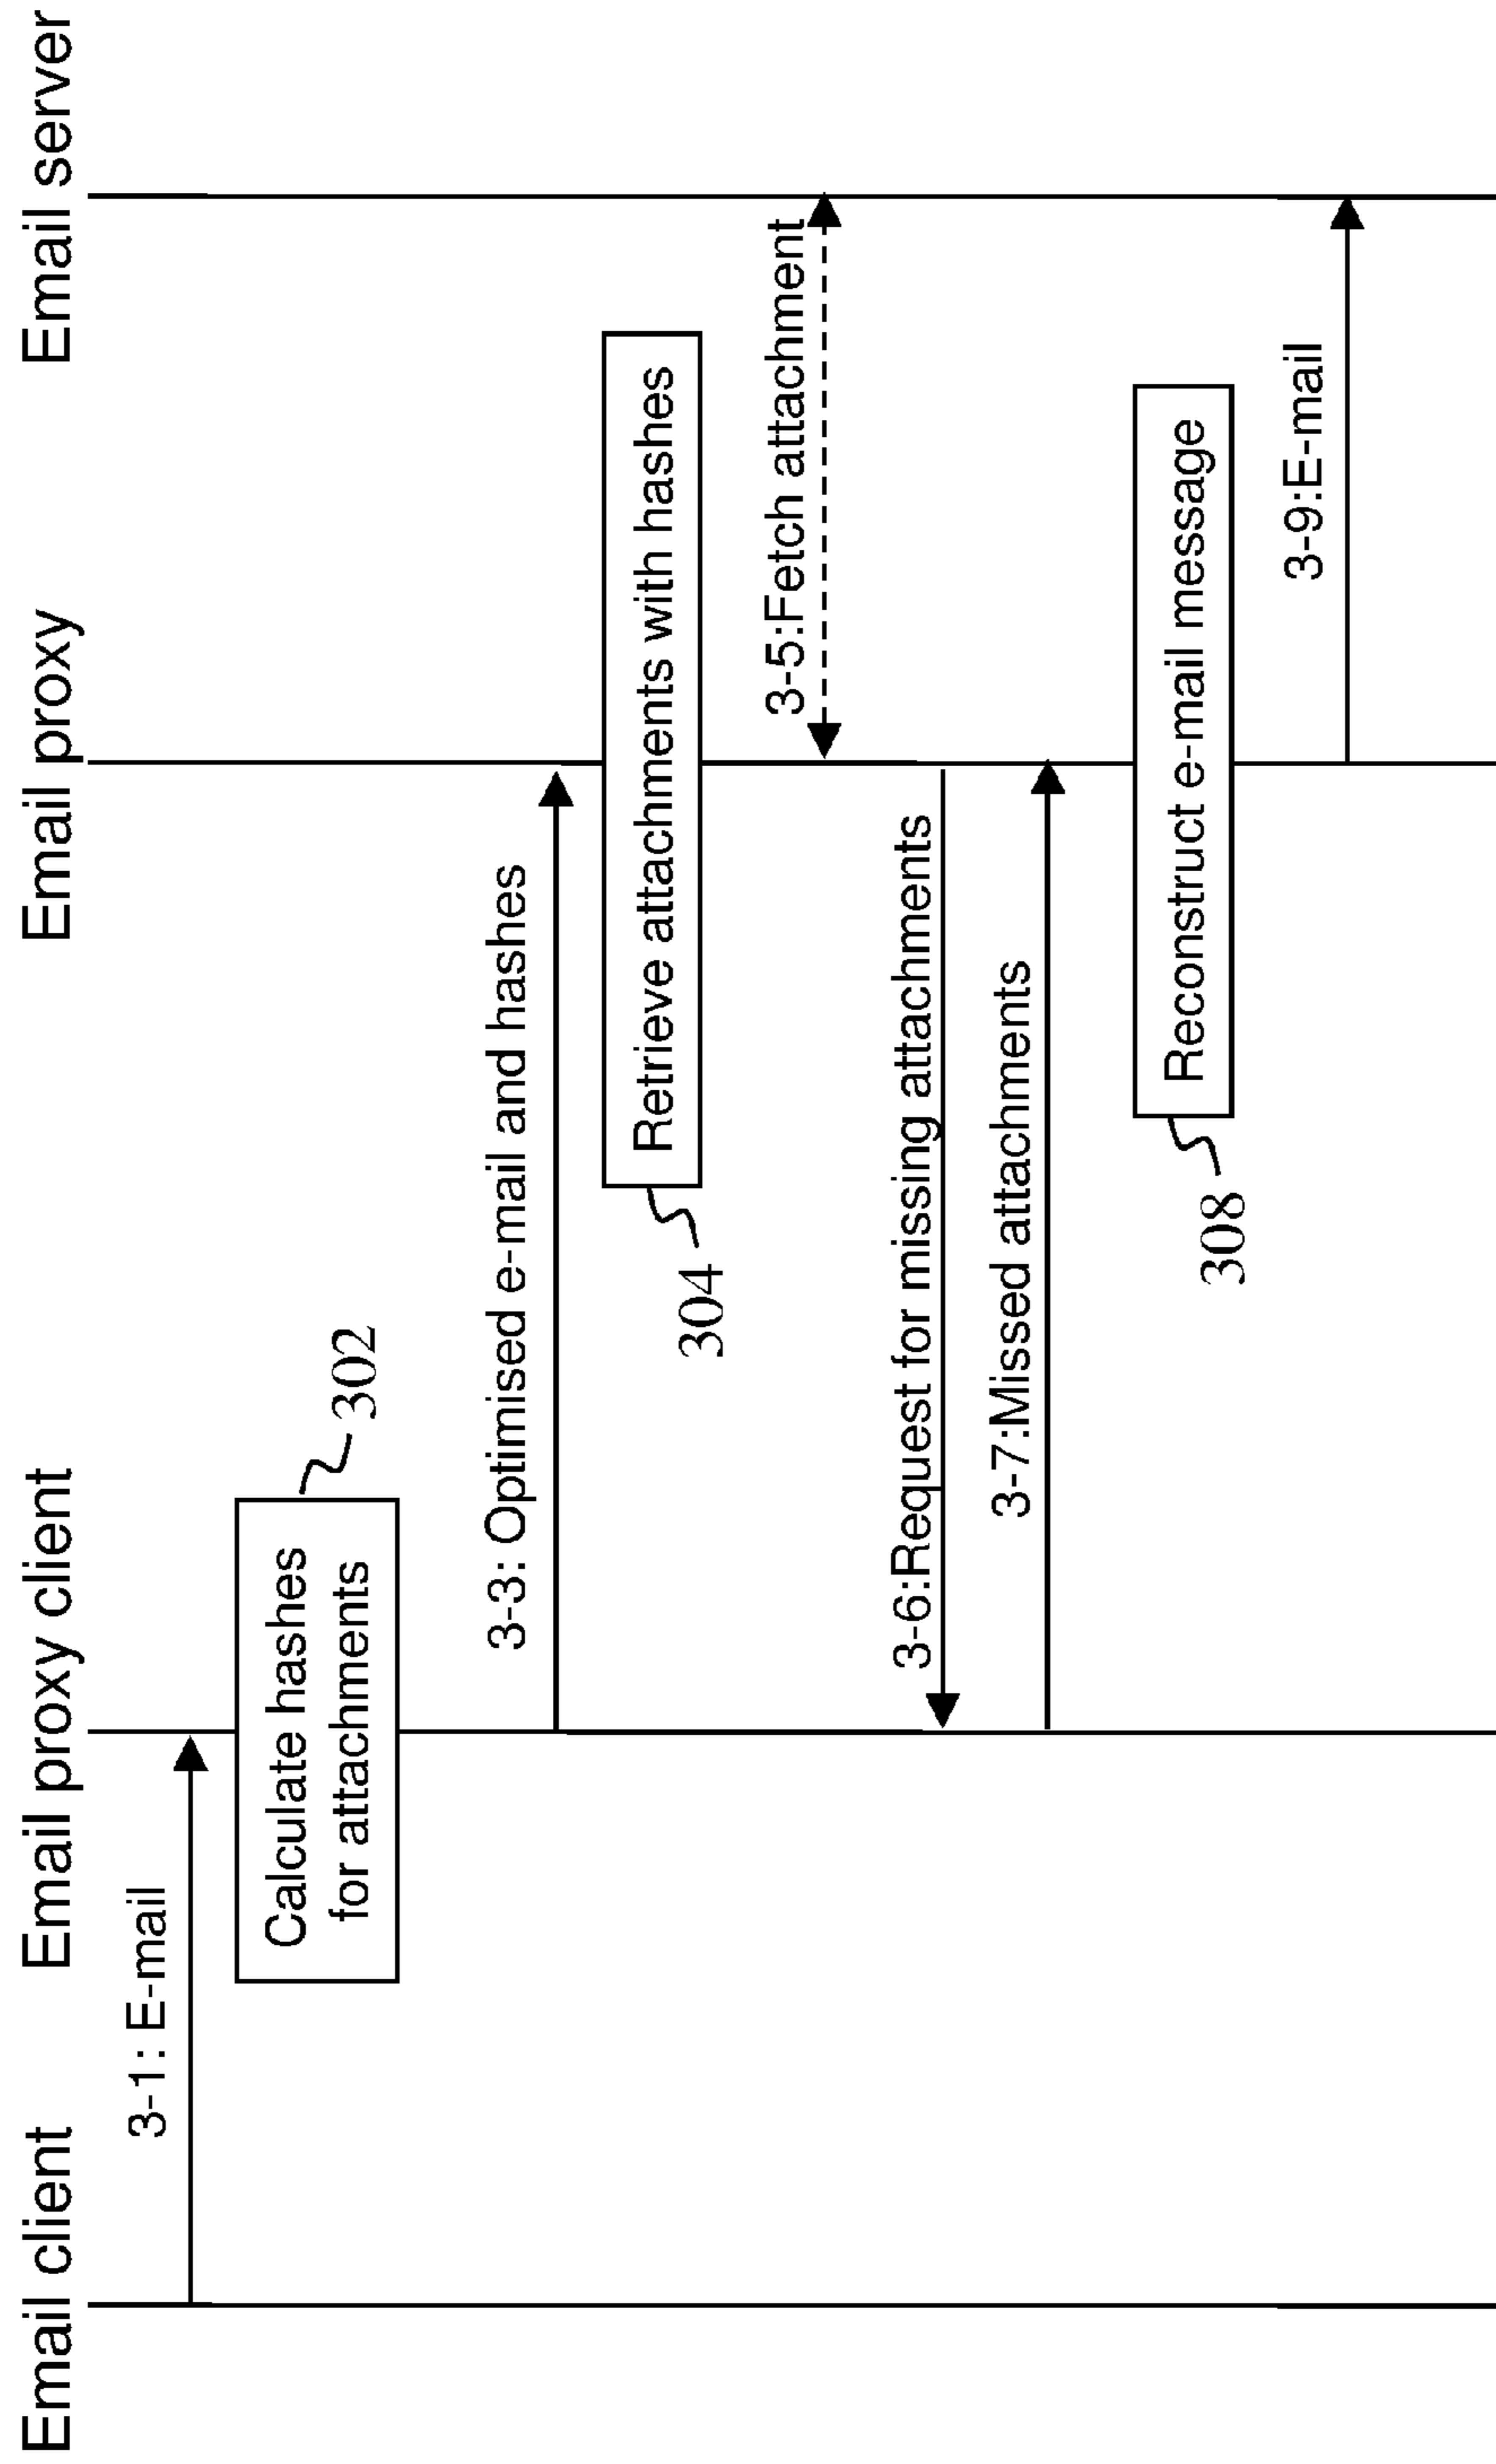 Email client
Email proxy client
Email proxy
Email server
3-1: E-mail
Calculate hashes
for attachments
302
3-3: Optimised e-mail and hashes
Retrieve attachments with hashes
304
3-5:Fetch attachment
3-6:Request for missing attachments
3-7:Missed attachments
Reconstruct e-mail message
308
3-9:E-mail